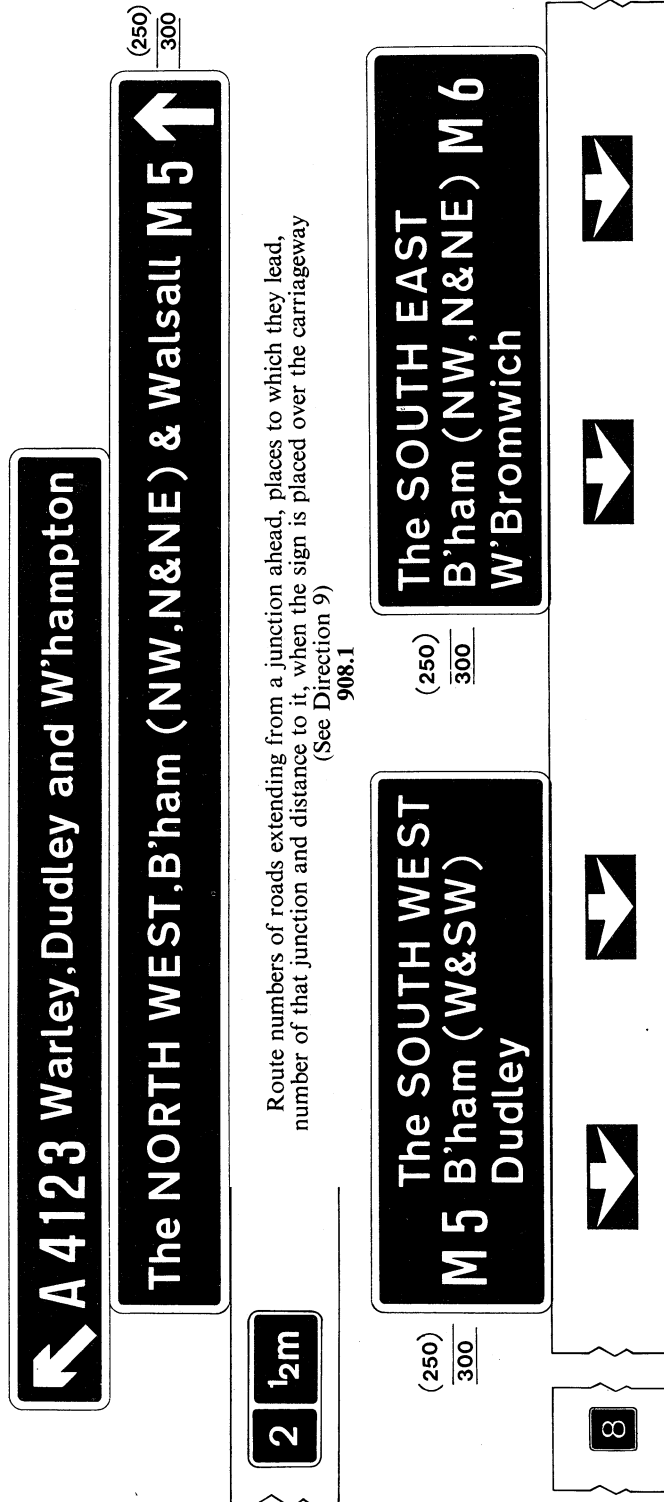 A 4123 Warley, Dudley and W'hampton
The NORTH WEST, B'ham (NW, N&NE) & Walsall M 5
(250)
300
2 ½m
Route numbers of roads extending from a junction ahead, places to which they lead,
number of that junction and distance to it, when the sign is placed over the carriageway
(See Direction 9)
908.1
(250)
300
M 5
The SOUTH WEST
B'ham (W&SW)
Dudley
(250)
300
The SOUTH EAST
B'ham (NW, N&NE) M 6
W'Bromwich
8